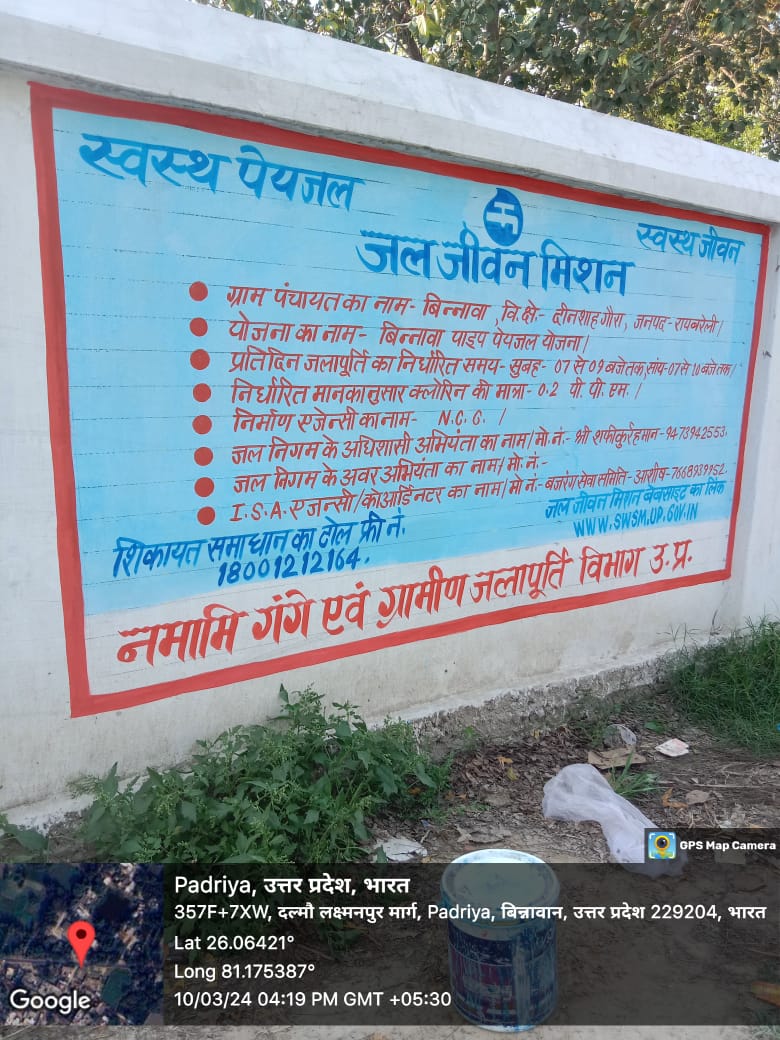 स्वस्थ पेयजल
स्वस्थ जीवन
जल जीवन मिशन
ग्राम पंचायत का नाम- बिन्नावा , वि.क्षे.- दीनशाह गौरा , जनपद- रायबरेली।
योजना का नाम- बिन्नावा पाइप पेयजल योजना।
प्रतिदिन जलापूर्ति का निर्धारित समय- सुबह- 07 से 09 बजे तक, सांय-07 से 10 बजे तक।
निर्धारित मानकानुसार क्लोरिन की मात्रा- 0.2 पी. पी. एम. ।
निर्माण एजेन्सी का नाम- N.C.C. ।
जल निगम के अधिशासी अभियंता का नाम/ मो. नं.- श्री शफीकुर्रहमान-9473942553.
जल निगम के अवर अभियंता का नाम/ मो. नं.-
I.S.A. एजन्सी/कोआर्डिनटर का नाम/ मो नं.- बजरंग सेवा समिति - आशीष- 7668939952.
शिकायत समाधान का टोल फ्री नं.
18001212164.
जल जीवन मिशन बेवसाइट का लिंक
WWW.SWSM.UP.GOV.IN
नमामि गंगे एवं ग्रामीण जलापूर्ति विभाग उ.प्र.
GPS Map Camera
Padriya, उत्तर प्रदेश, भारत
357F+7XW, दल्मौ लक्ष्मनपुर मार्ग, Padriya, बिन्नावान, उत्तर प्रदेश 229204, भारत
Lat 26.06421°
Long 81.175387°
10/03/24 04:19 PM GMT +05:30
Google